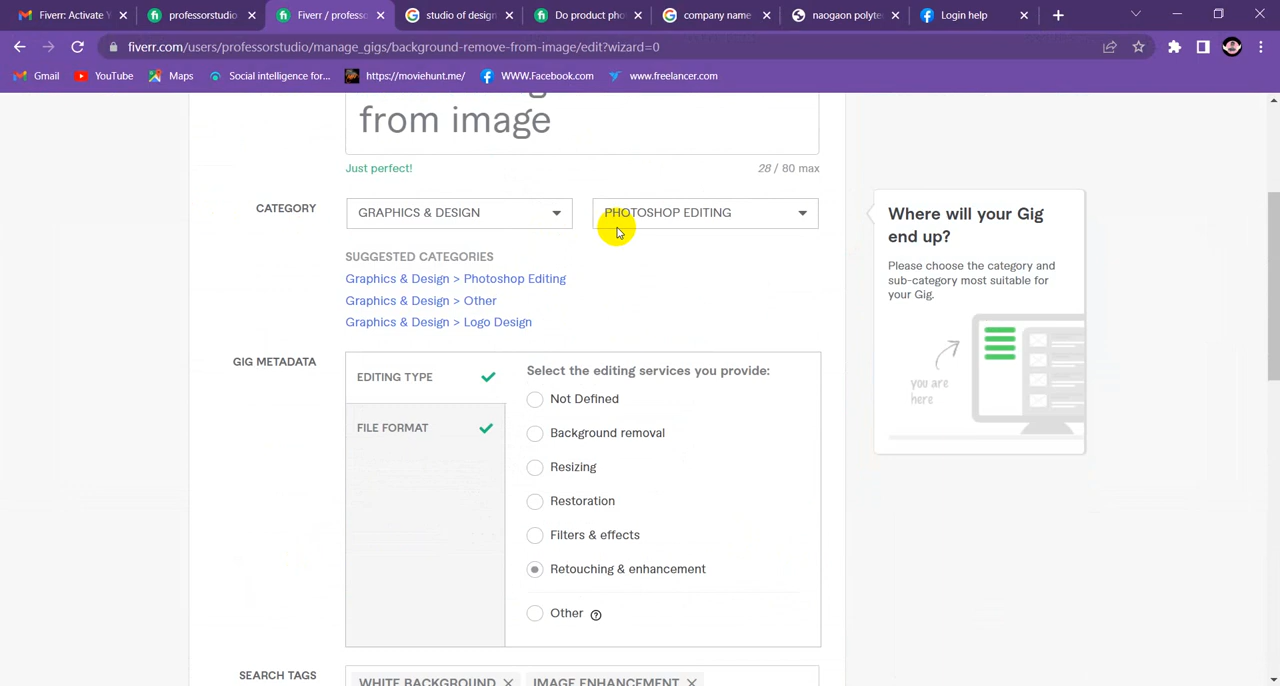 Fiverr: Activate Y
professorstudio
Fiverr / profess
studio of design
Do product pho
company name
naogaon polyte
Login help
fiverr.com/users/professorstudio/manage_gigs/background-remove-from-image/edit?wizard=0
Gmail
YouTube
Maps
Social intelligence for...
https://moviehunt.me/
WWW.Facebook.com
www.freelancer.com
from image
Just perfect!
28 / 80 max
CATEGORY
GRAPHICS & DESIGN
PHOTOSHOP EDITING
SUGGESTED CATEGORIES
Graphics & Design > Photoshop Editing
Graphics & Design > Other
Graphics & Design > Logo Design
Where will your Gig
end up?
Please choose the category and
sub-category most suitable for
your Gig.
you are
here
GIG METADATA
EDITING TYPE
FILE FORMAT
Select the editing services you provide:
Not Defined
Background removal
Resizing
Restoration
Filters & effects
Retouching & enhancement
Other
SEARCH TAGS
WHITE BACKGROUND
IMAGE ENHANCEMENT